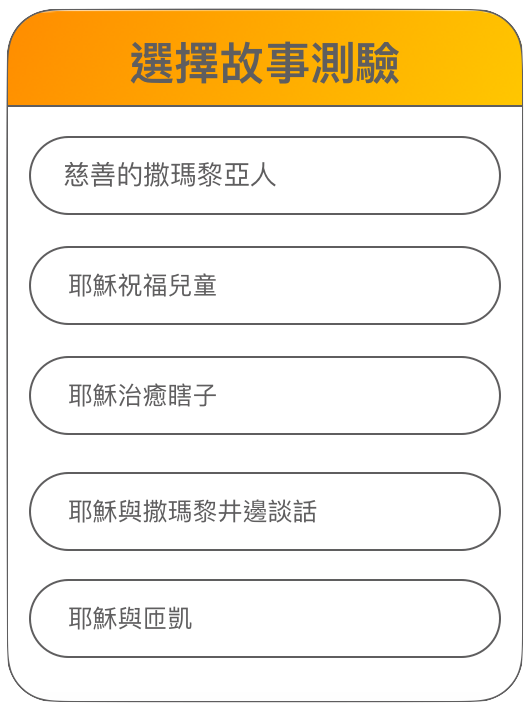 選擇故事測驗
慈善的撒瑪黎亞人
耶穌祝福兒童
耶穌治癒瞎子
耶穌與撒瑪黎井邊談話
耶穌與匝凱